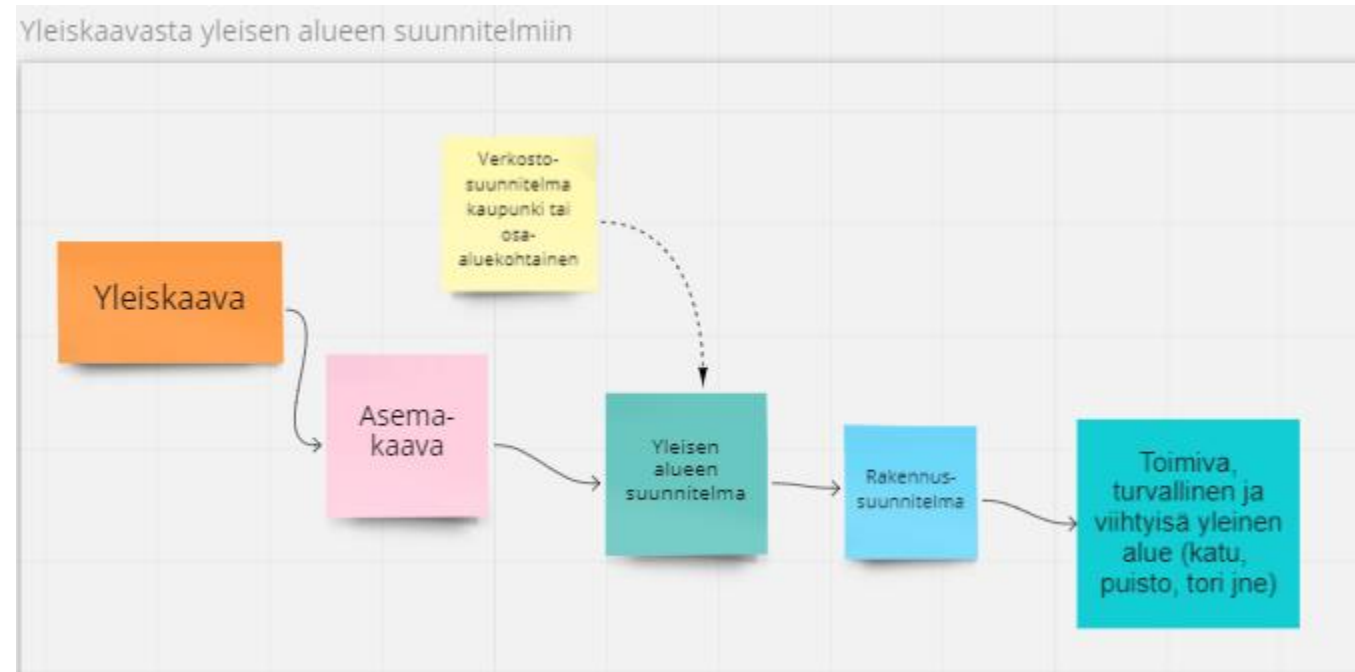 Yleiskaavasta yleisen alueen suunnitelmiin
Verkosto-
suunnitelma
kaupunki tai
osa-
aluekohtainen
Yleiskaava
Asema-
kaava
Yleisen
alueen
suunnitelma
Rakennus-
suunnitelma
Toimiva,
turvallinen ja
viihtyisä yleinen
alue (katu,
puisto, tori jne)